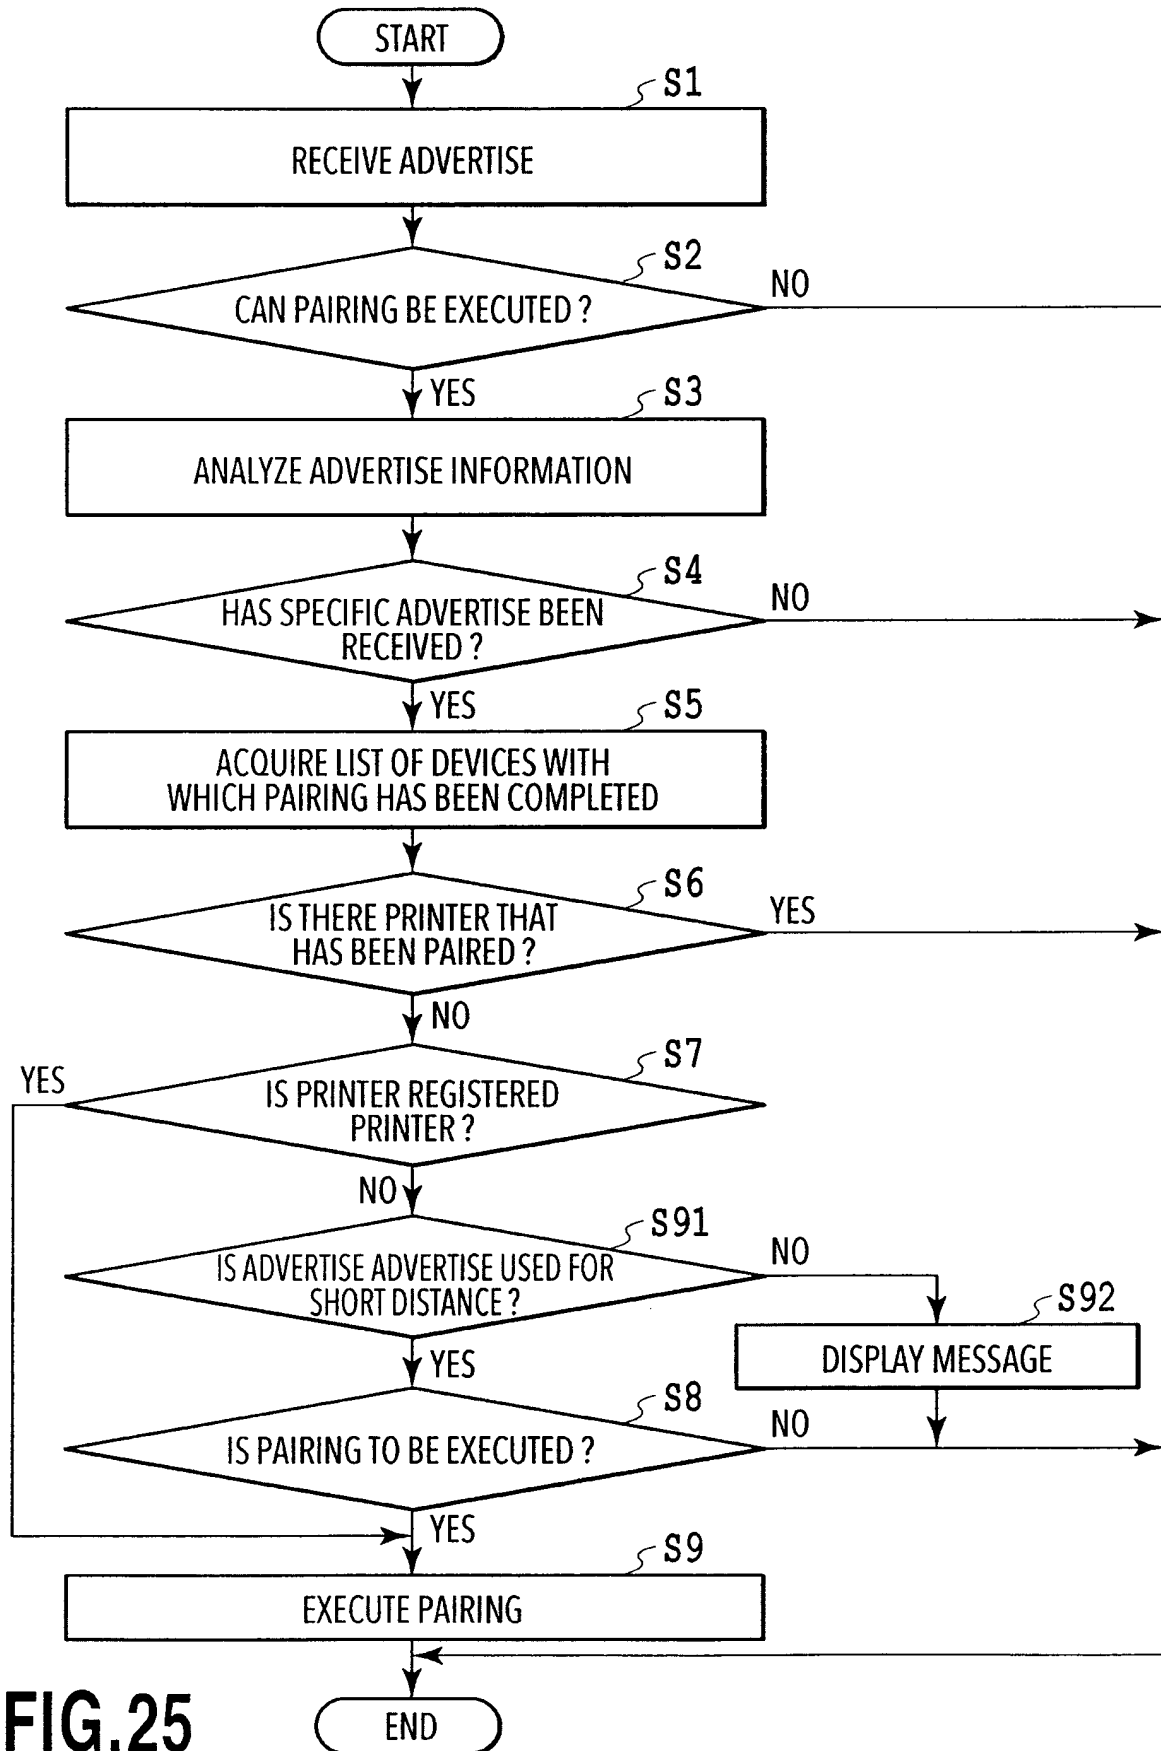 START
S1
RECEIVE ADVERTISE
S2
CAN PAIRING BE EXECUTED ?
NO
YES
S3
ANALYZE ADVERTISE INFORMATION
S4
HAS SPECIFIC ADVERTISE BEEN
RECEIVED ?
NO
YES
S5
ACQUIRE LIST OF DEVICES WITH
WHICH PAIRING HAS BEEN COMPLETED
S6
IS THERE PRINTER THAT
HAS BEEN PAIRED ?
YES
NO
S7
YES
IS PRINTER REGISTERED
PRINTER ?
NO
S91
IS ADVERTISE ADVERTISE USED FOR
SHORT DISTANCE ?
NO
S92
DISPLAY MESSAGE
YES
S8
IS PAIRING TO BE EXECUTED ?
NO
YES
S9
EXECUTE PAIRING
END
FIG.25